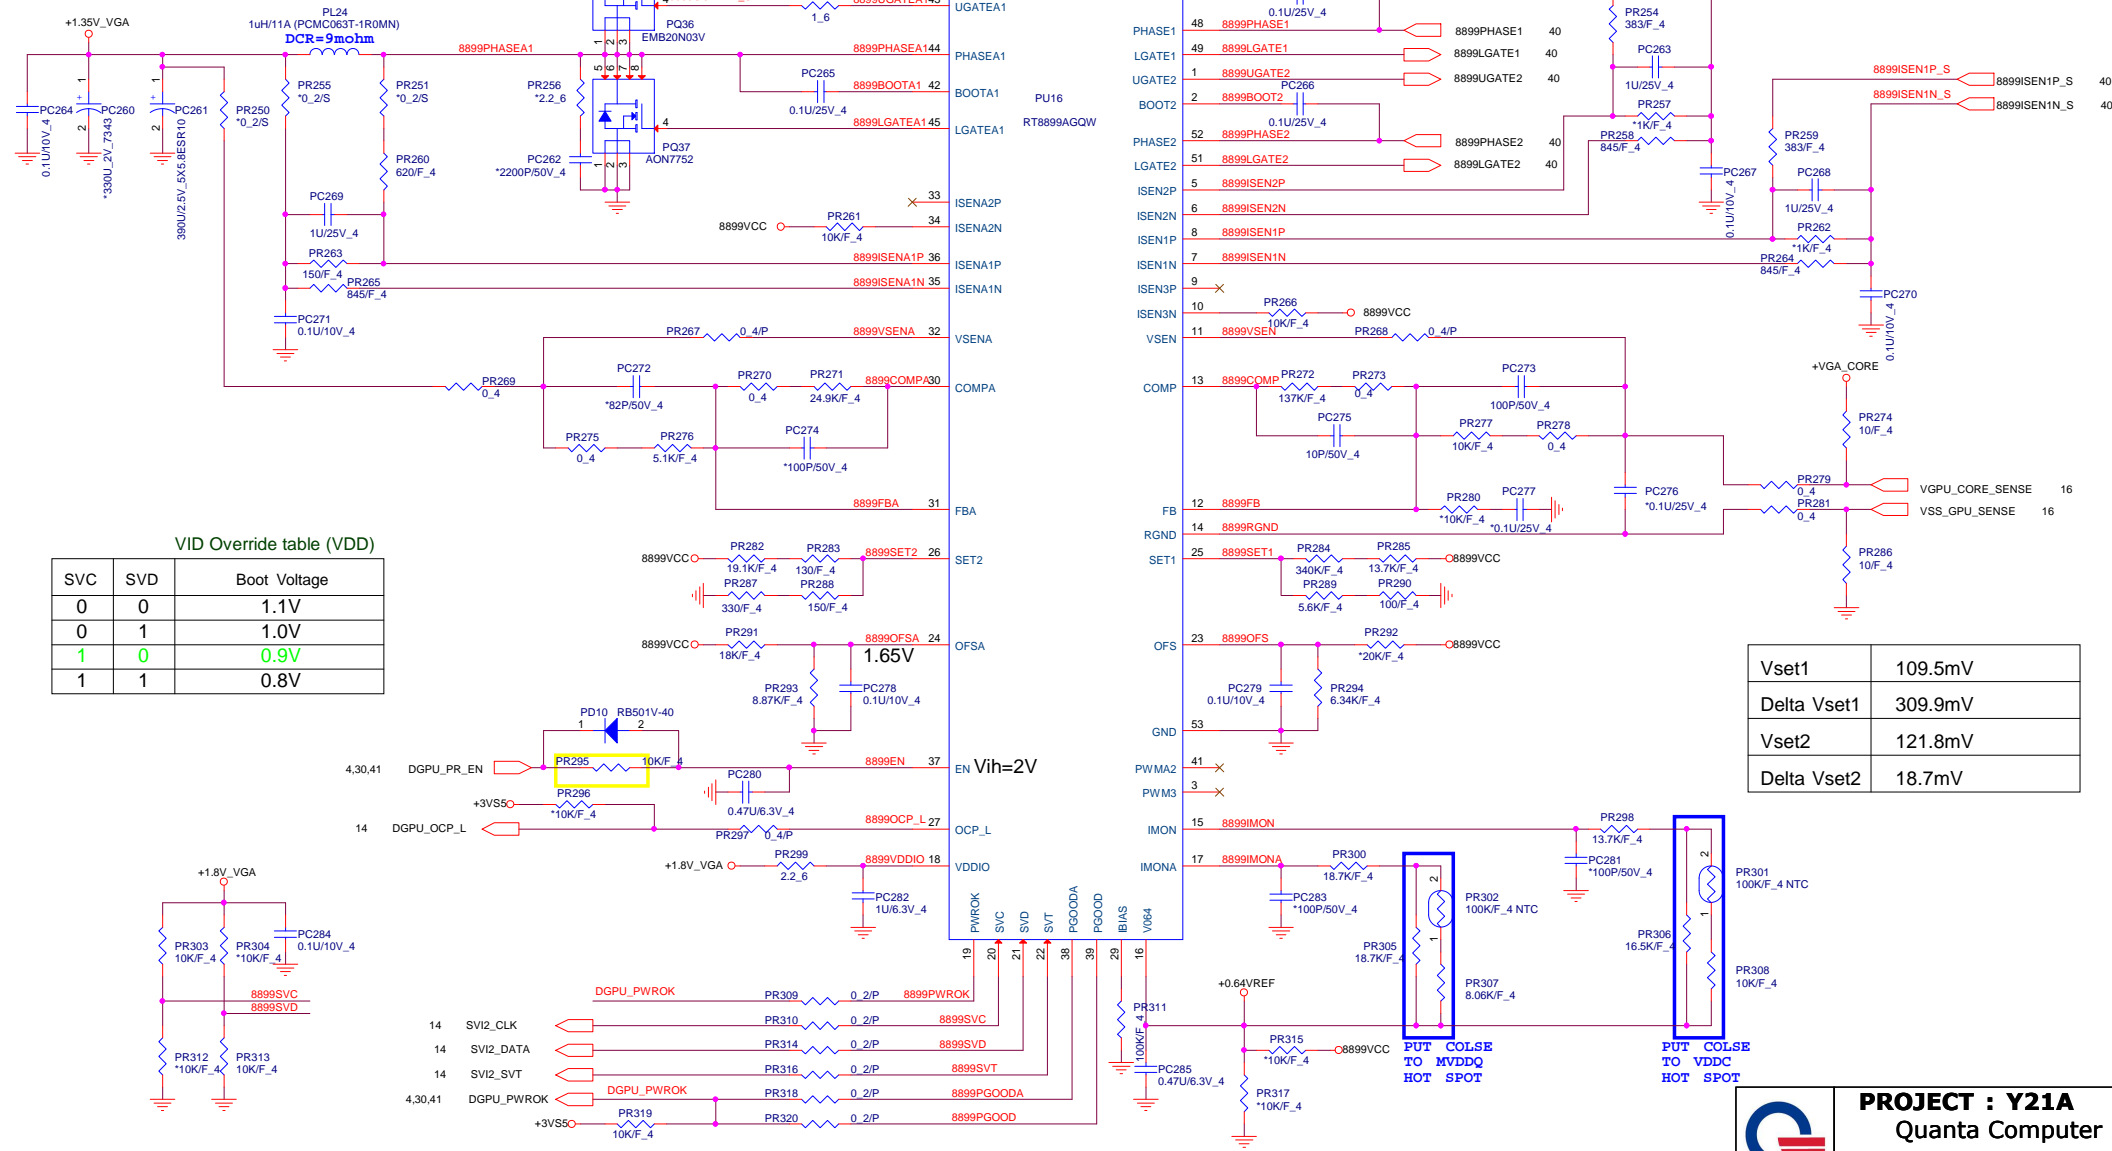 +1.35V_VGA
PL24
1uH/11A (PCMC063T-1R0MN)
DCR=9mohm
PC264
0.1U/10V_4
PC260
*330U_2V_7343
PC261
390U/2.5V_5X5.8ESR10
PR250
*0_2/S
PR255
*0_2/S
PR251
*0_2/S
PR260
620/F_4
PC269
1U/25V_4
PR263
150/F_4
PR265
845/F_4
PC271
0.1U/10V_4
8899PHASEA1
PR256
*2.2_6
PC262
*2200P/50V_4
PQ36
EMB20N03V
PQ37
AON7752
1_6
8899PHASEA1 44 PHASEA1
43 UGATEA1
PC265
0.1U/25V_4
8899BOOTA1 42 BOOTA1
8899LGATEA1 45 LGATEA1
PU16
RT8899AGQW
33 ISENA2P
8899VCC PR261 34 ISENA2N
10K/F_4
8899ISENA1P 36 ISENA1P
8899ISENA1N 35 ISENA1N
PR267 0_4/P 8899VSENA 32 VSENA
PR269
0_4
PC272
*82P/50V_4
PR270
0_4
PR271
24.9K/F_4
8899COMPA 30 COMPA
PR275
0_4
PR276
5.1K/F_4
PC274
*100P/50V_4
8899FBA 31 FBA
8899VCC PR282 PR283 8899SET2 26 SET2
19.1K/F_4 130/F_4
PR287 PR288
330/F_4 150/F_4
8899VCC PR291 8899OFSA 24 OFSA
18K/F_4 1.65V
PR293
8.87K/F_4
PC278
0.1U/10V_4
PD10 RB501V-40
1 2
4,30,41 DGPU_PR_EN PR295 10K/F_4 8899EN 37 EN Vih=2V
PC280
0.47U/6.3V_4
+3VS5 PR296
*10K/F_4
14 DGPU_OCP_L PR297 0_4/P 8899OCP_L 27 OCP_L
+1.8V_VGA PR299 8899VDDIO 18 VDDIO
2.2_6
PC282
1U/6.3V_4
VID Override table (VDD)
SVC SVD Boot Voltage
0 0 1.1V
0 1 1.0V
1 0 0.9V
1 1 0.8V
+1.8V_VGA
PR303
10K/F_4
PR304
*10K/F_4
PC284
0.1U/10V_4
8899SVC
8899SVD
PR312
*10K/F_4
PR313
10K/F_4
PWROK SVC SVD SVT PGOODA PGOOD IBIAS V064
19 20 21 22 38 39 29 16
DGPU_PWROK PR309 0_2/P 8899PWROK
14 SVI2_CLK PR310 0_2/P 8899SVC
14 SVI2_DATA PR314 0_2/P 8899SVD
14 SVI2_SVT PR316 0_2/P 8899SVT
4,30,41 DGPU_PWROK DGPU_PWROK PR318 0_2/P 8899PGOODA
+3VS5 PR319 PR320 0_2/P 8899PGOOD
10K/F_4
PR311
100K/F_4
PC285
0.47U/6.3V_4
+0.64VREF
PR315 8899VCC
*10K/F_4
PR317
*10K/F_4
0.1U/25V_4
PHASE1 48 8899PHASE1 8899PHASE1 40
LGATE1 49 8899LGATE1 8899LGATE1 40
UGATE2 1 8899UGATE2 8899UGATE2 40
BOOT2 2 8899BOOT2 PC266
0.1U/25V_4
PHASE2 52 8899PHASE2 8899PHASE2 40
LGATE2 51 8899LGATE2 8899LGATE2 40
ISEN2P 5 8899ISEN2P
ISEN2N 6 8899ISEN2N
ISEN1P 8 8899ISEN1P
ISEN1N 7 8899ISEN1N
ISEN3P 9
ISEN3N 10 PR266 8899VCC
10K/F_4
VSEN 11 8899VSEN PR268 0_4/P
PR254
383/F_4
PC263
1U/25V_4
PR257
*1K/F_4
PR258
845/F_4
PC267
0.1U/10V_4
8899ISEN1P_S 8899ISEN1P_S 40
8899ISEN1N_S 8899ISEN1N_S 40
PR259
383/F_4
PC268
1U/25V_4
PR262
*1K/F_4
PR264
845/F_4
PC270
0.1U/10V_4
COMP 13 8899COMP PR272 PR273
137K/F_4 0_4
PC273
100P/50V_4
PC275
10P/50V_4
PR277
10K/F_4
PR278
0_4
FB 12 8899FB PR280 PC277
*10K/F_4 *0.1U/25V_4
PC276
*0.1U/25V_4
RGND 14 8899RGND
+VGA_CORE
PR274
10/F_4
PR279
0_4
VGPU_CORE_SENSE 16
PR281
0_4
VSS_GPU_SENSE 16
PR286
10/F_4
SET1 25 8899SET1 PR284 PR285 8899VCC
340K/F_4 13.7K/F_4
PR289 PR290
5.6K/F_4 100/F_4
OFS 23 8899OFS PR292 8899VCC
*20K/F_4
PC279
0.1U/10V_4
PR294
6.34K/F_4
GND 53
PWMA2 41
PWM3 3
IMON 15 8899IMON
IMONA 17 8899IMONA
Vset1 109.5mV
Delta Vset1 309.9mV
Vset2 121.8mV
Delta Vset2 18.7mV
PR298
13.7K/F_4
PC281
*100P/50V_4
PR301
100K/F_4 NTC
PR306
16.5K/F_4
PR308
10K/F_4
PR300
18.7K/F_4
PC283
*100P/50V_4
PR302
100K/F_4 NTC
PR305
18.7K/F_4
PR307
8.06K/F_4
PUT COLSE
TO MVDDQ
HOT SPOT
PUT COLSE
TO VDDC
HOT SPOT
PROJECT : Y21A
Quanta Computer